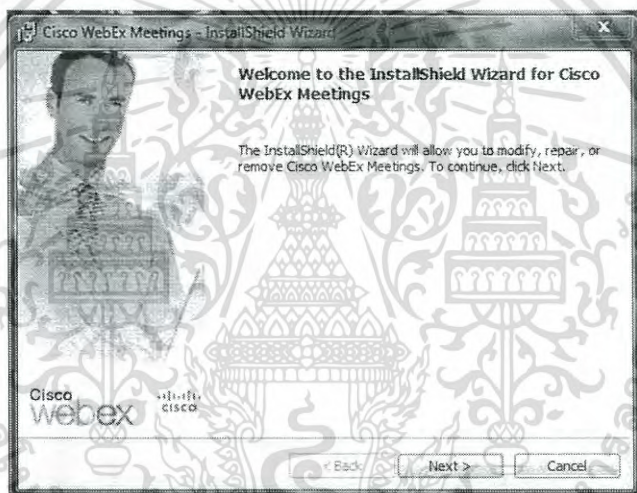 Cisco WebEx Meetings - InstallShield Wizard
X
Welcome to the InstallShield Wizard for Cisco
WebEx Meetings
The InstallShield(R) Wizard will allow you to modify, repair, or
remove Cisco WebEx Meetings. To continue, click Next.
Cisco
webex
cisco
< Back
Next >
Cancel